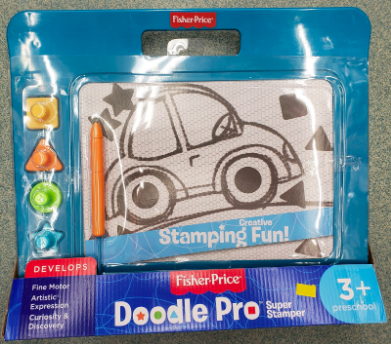 Fisher-Price
Creative
Stamping Fun!
DEVELOPS
Fine Motor
Artistic
Expression
Curiosity &
Discovery
Fisher-Price
Doodle Pro™ Super
Stamper
3+
preschool